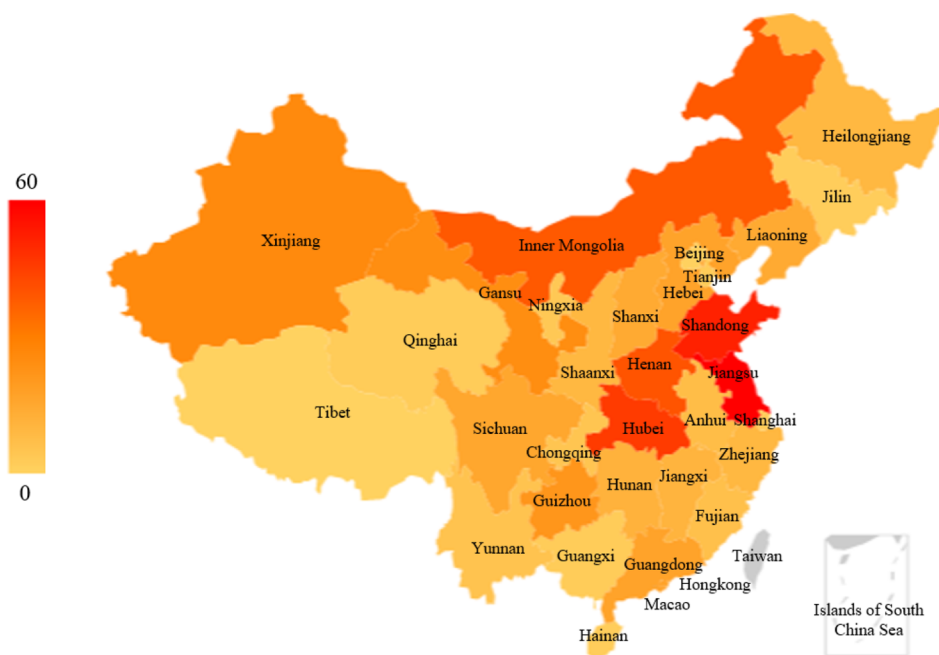 60
0
Heilongjiang
Jilin
Xinjiang
Inner Mongolia
Beijing
Liaoning
Tianjin
Gansu
Ningxia
Hebei
Shanxi
Shandong
Qinghai
Shaanxi
Henan
Jiangsu
Tibet
Sichuan
Hubei
Anhui
Shanghai
Chongqing
Zhejiang
Hunan
Jiangxi
Guizhou
Fujian
Yunnan
Guangxi
Guangdong
Taiwan
Hongkong
Macao
Islands of South
China Sea
Hainan